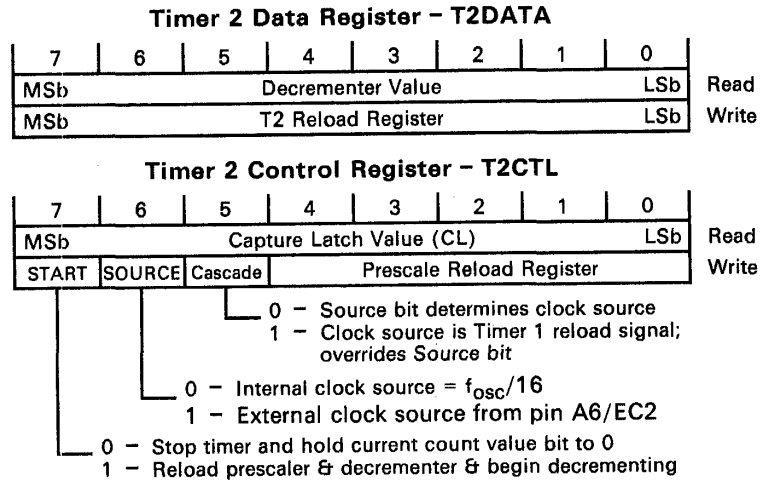 Timer 2 Data Register – T2DATA
7 6 5 4 3 2 1 0
MSb Decrementer Value LSb Read
MSb T2 Reload Register LSb Write
Timer 2 Control Register – T2CTL
7 6 5 4 3 2 1 0
MSb Capture Latch Value (CL) LSb Read
START SOURCE Cascade Prescale Reload Register Write
0 – Source bit determines clock source
1 – Clock source is Timer 1 reload signal;
overrides Source bit
0 – Internal clock source = fosc/16
1 – External clock source from pin A6/EC2
0 – Stop timer and hold current count value bit to 0
1 – Reload prescaler & decrementer & begin decrementing